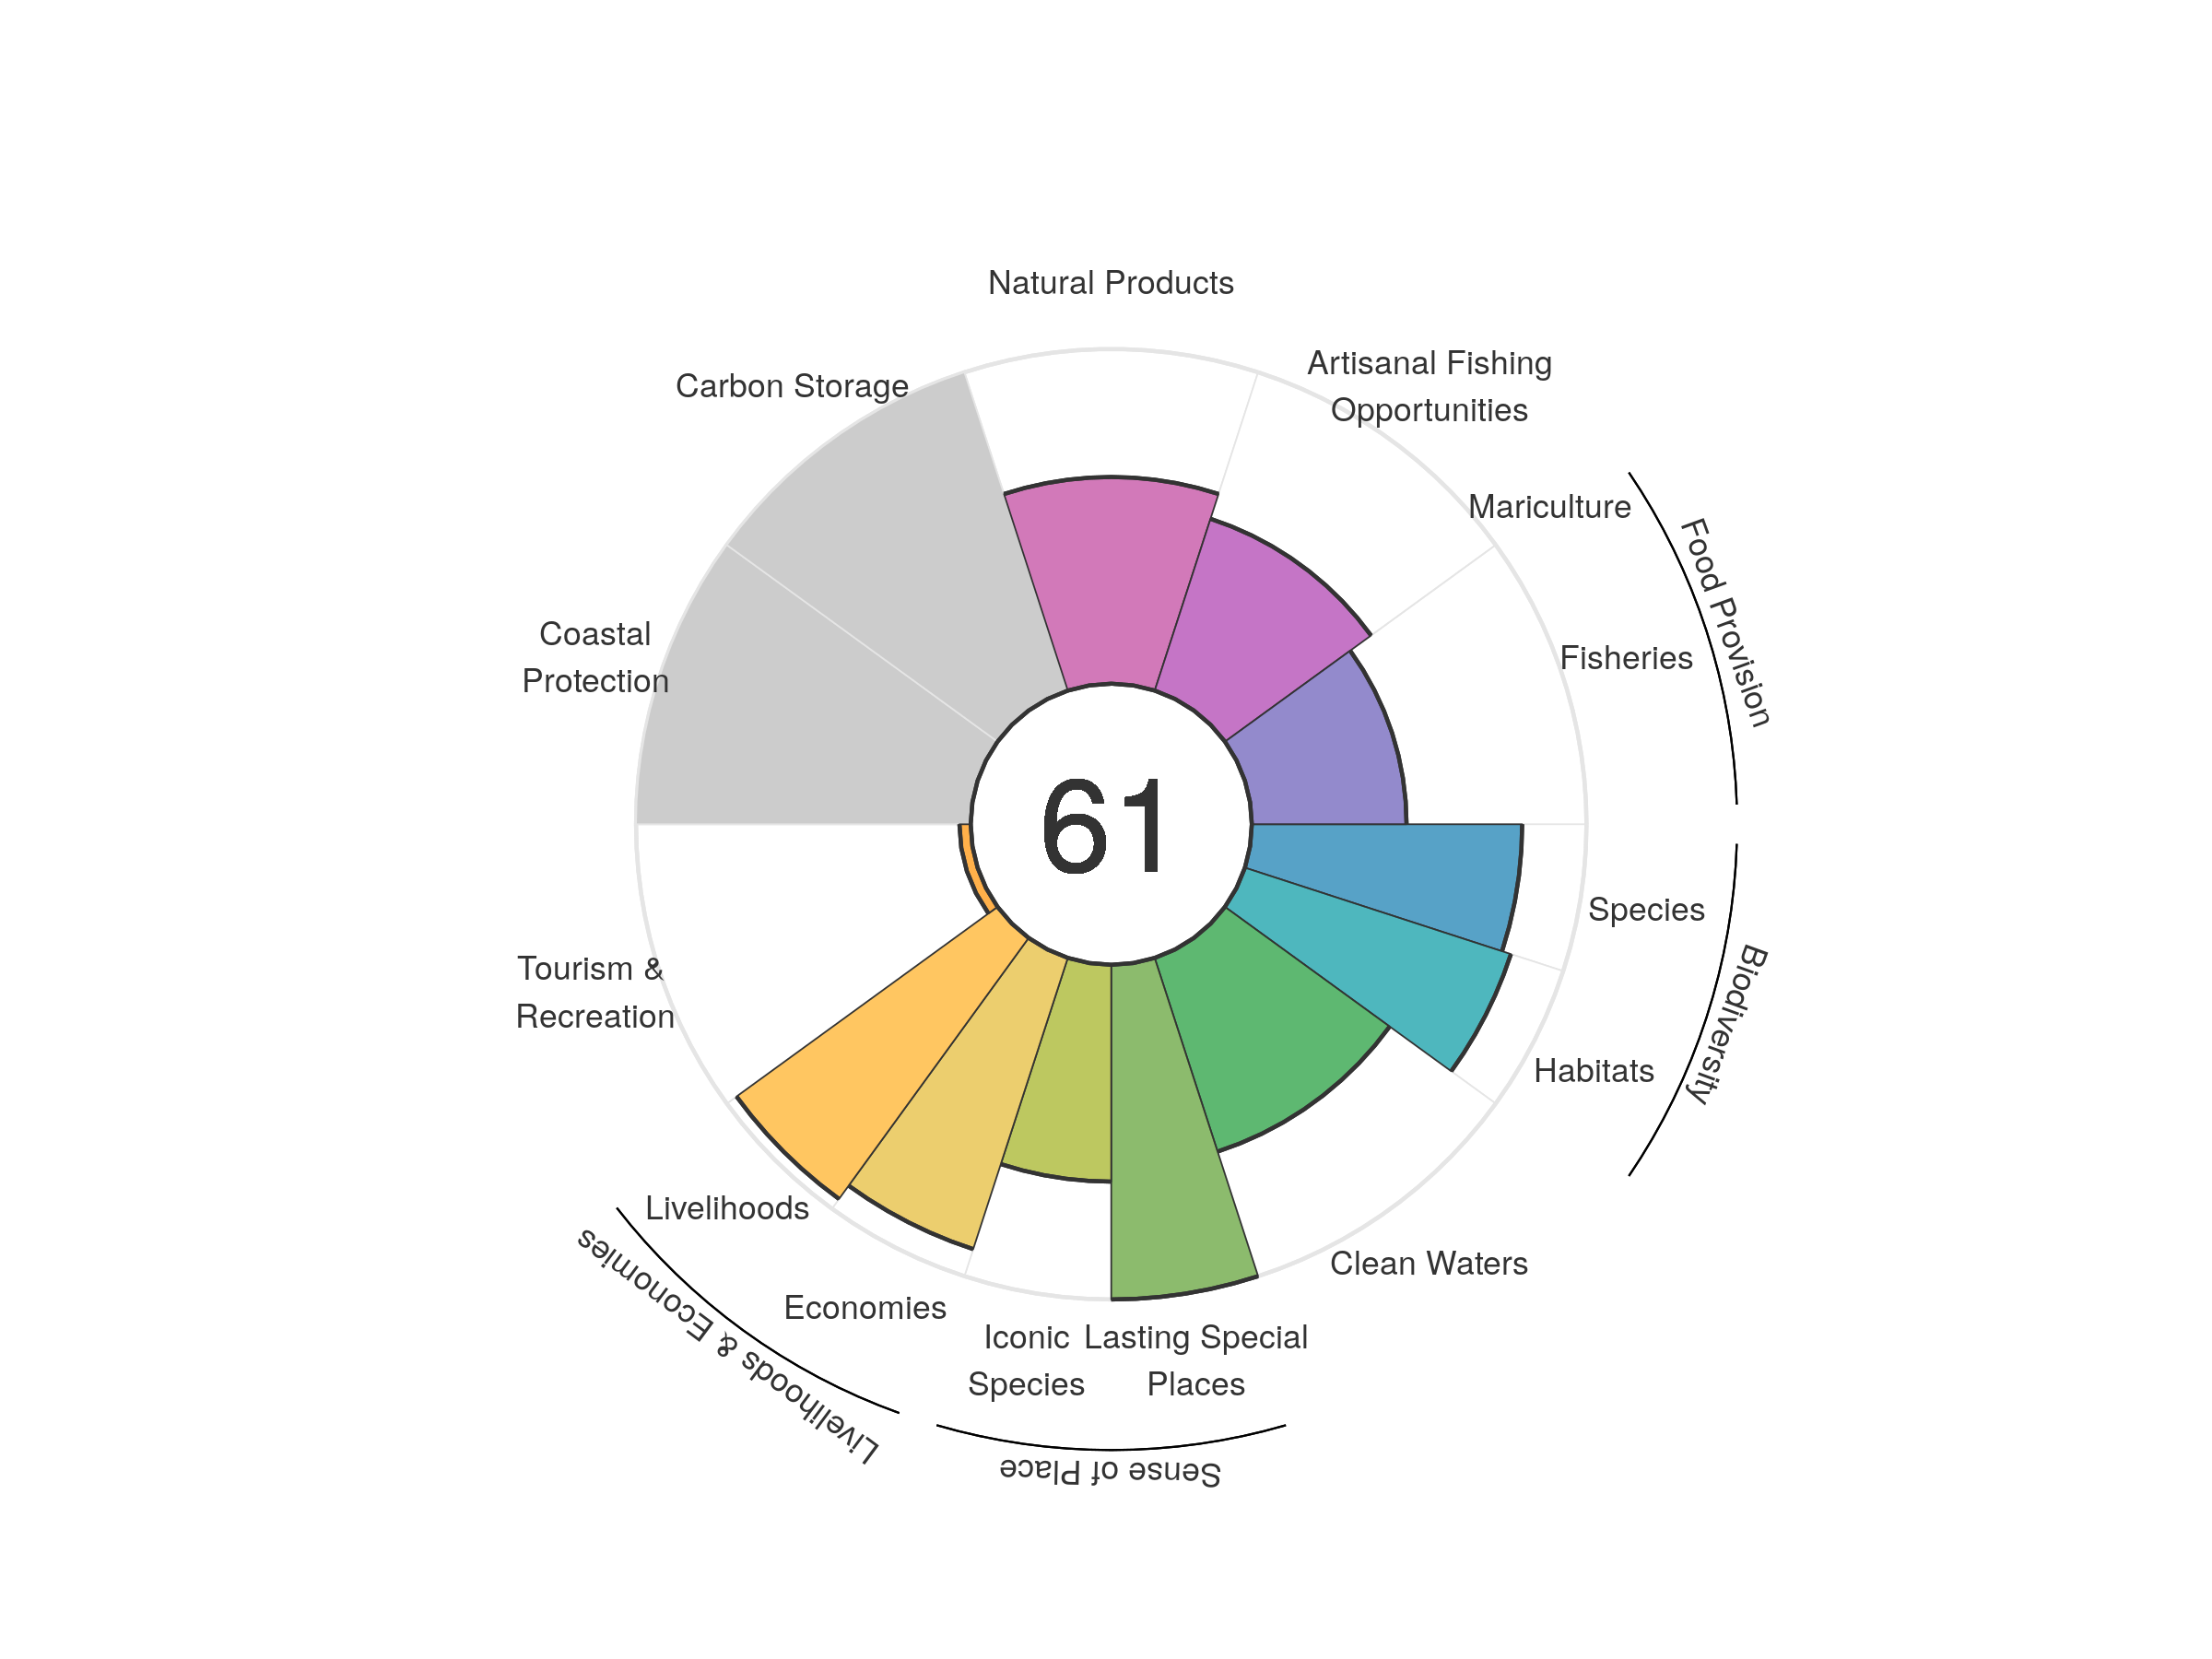 Natural Products
Artisanal Fishing
Opportunities
Carbon Storage
Mariculture
Food Provision
Coastal
Protection
Fisheries
61
Species
Biodiversity
Tourism &
Recreation
Habitats
Livelihoods
Clean Waters
Livelihoods & Economies
Economies
Iconic
Species
Lasting Special
Places
Sense of Place